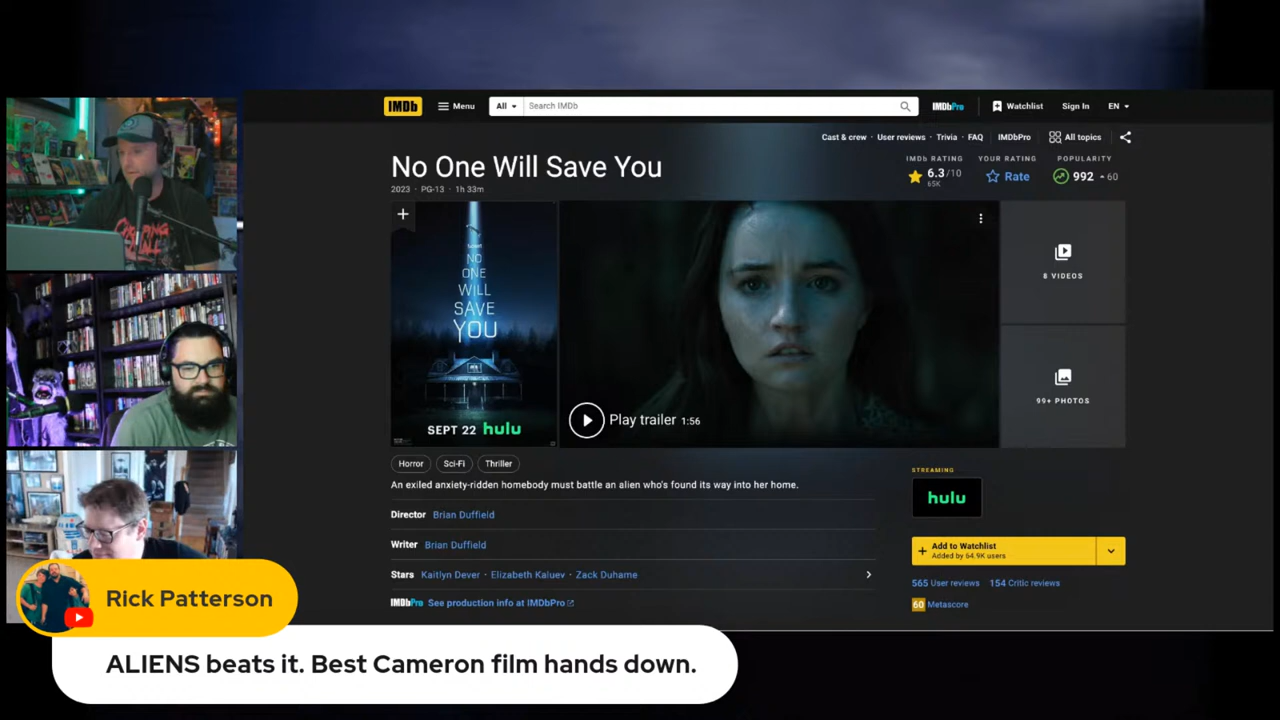 IMDb
Menu
All
Search IMDb
IMDbPro
Watchlist
Sign In
EN
Cast & crew · User reviews · Trivia · FAQ
IMDbPro
All topics
No One Will Save You
2023 · PG-13 · 1h 33m
IMDb RATING
6.3/10
65K
YOUR RATING
Rate
POPULARITY
992 - 60
NO
ONE
WILL
SAVE
YOU
SEPT 22 hulu
Play trailer 1:56
8 VIDEOS
99+ PHOTOS
Horror
Sci-Fi
Thriller
An exiled anxiety-ridden homebody must battle an alien who's found its way into her home.
Director Brian Duffield
Writer Brian Duffield
Stars Kaitlyn Dever · Elizabeth Kaluev · Zack Duhame
IMDbPro See production info at IMDbPro
STREAMING
hulu
+ Add to Watchlist
Added by 64.9K users
565 User reviews 154 Critic reviews
60 Metascore
Rick Patterson
ALIENS beats it. Best Cameron film hands down.